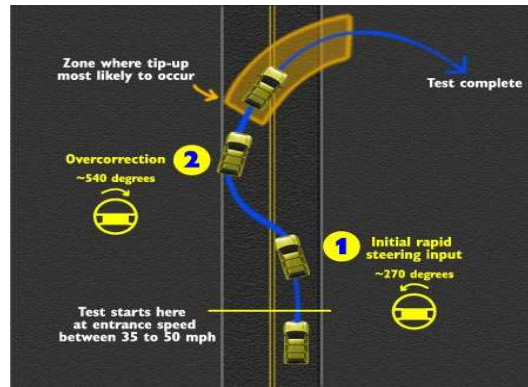 Zone where tip-up
most likely to occur
Test complete
Overcorrection 2
~540 degrees
1 Initial rapid
steering input
~270 degrees
Test starts here
at entrance speed
between 35 to 50 mph